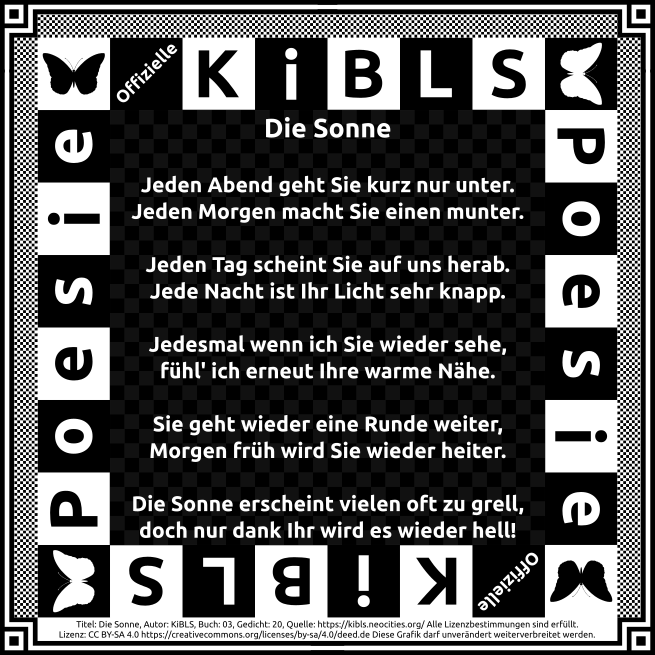 Offizielle KiBLS
Poesie
Poesie
Die Sonne
Jeden Abend geht Sie kurz nur unter.
Jeden Morgen macht Sie einen munter.
Jeden Tag scheint Sie auf uns herab.
Jede Nacht ist Ihr Licht sehr knapp.
Jedesmal wenn ich Sie wieder sehe,
fühl' ich erneut Ihre warme Nähe.
Sie geht wieder eine Runde weiter,
Morgen früh wird Sie wieder heiter.
Die Sonne erscheint vielen oft zu grell,
doch nur dank Ihr wird es wieder hell!
Offizielle KiBLS
Titel: Die Sonne, Autor: KiBLS, Buch: 03, Gedicht: 20, Quelle: https://kibls.neocities.org/ Alle Lizenzbestimmungen sind erfüllt.
Lizenz: CC BY-SA 4.0 https://creativecommons.org/licenses/by-sa/4.0/deed.de Diese Grafik darf unverändert weiterverbreitet werden.